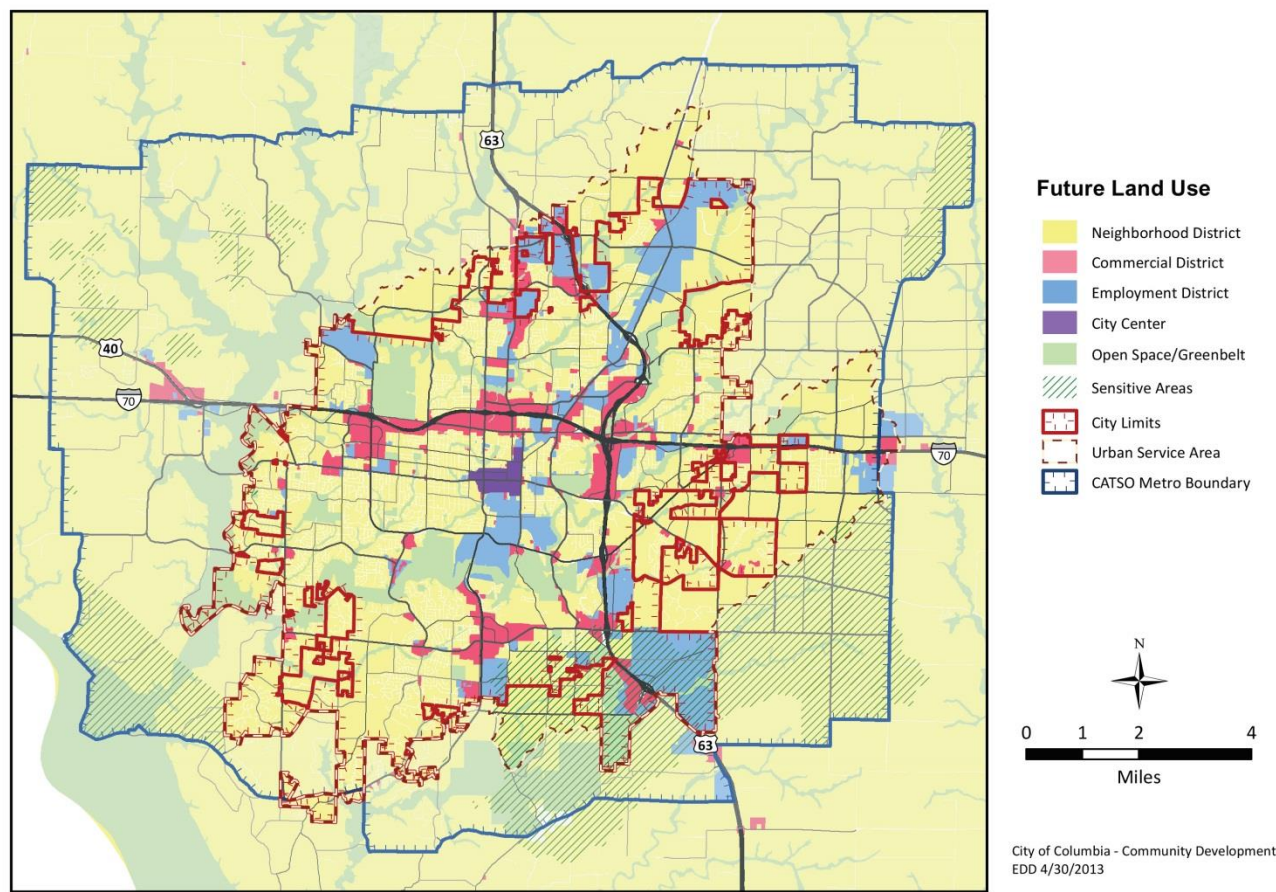 63
40
70
70
63
Future Land Use
Neighborhood District
Commercial District
Employment District
City Center
Open Space/Greenbelt
Sensitive Areas
City Limits
Urban Service Area
CATSO Metro Boundary
N
0 1 2 4
Miles
City of Columbia - Community Development
EDD 4/30/2013